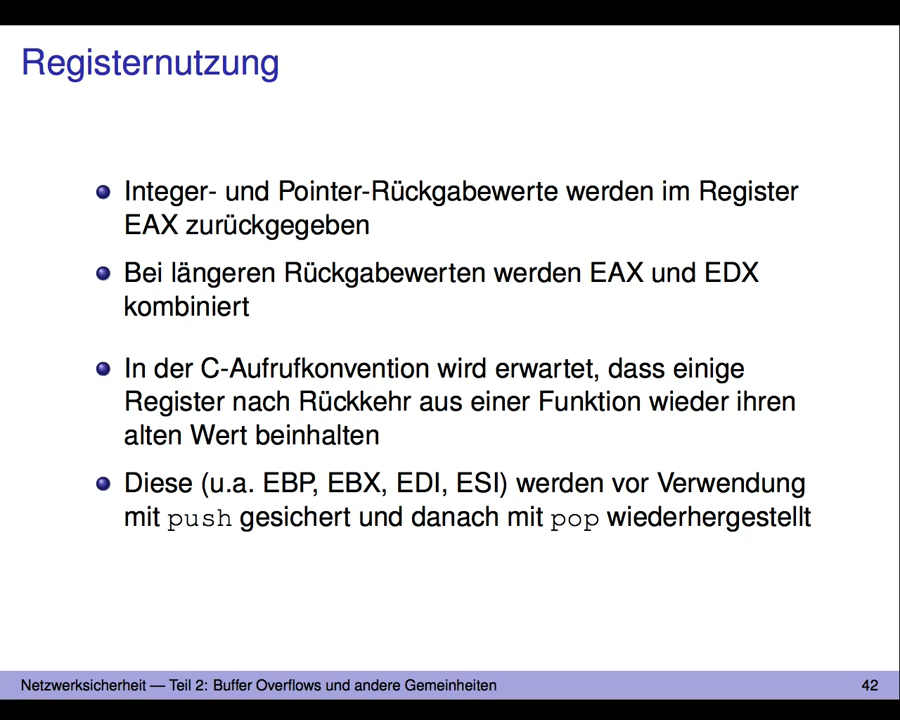 Registernutzung
Integer- und Pointer-Rückgabewerte werden im Register
EAX zurückgegeben
Bei längeren Rückgabewerten werden EAX und EDX
kombiniert
In der C-Aufrufkonvention wird erwartet, dass einige
Register nach Rückkehr aus einer Funktion wieder ihren
alten Wert beinhalten
Diese (u.a. EBP, EBX, EDI, ESI) werden vor Verwendung
mit push gesichert und danach mit pop wiederhergestellt
Netzwerksicherheit — Teil 2: Buffer Overflows und andere Gemeinheiten 42